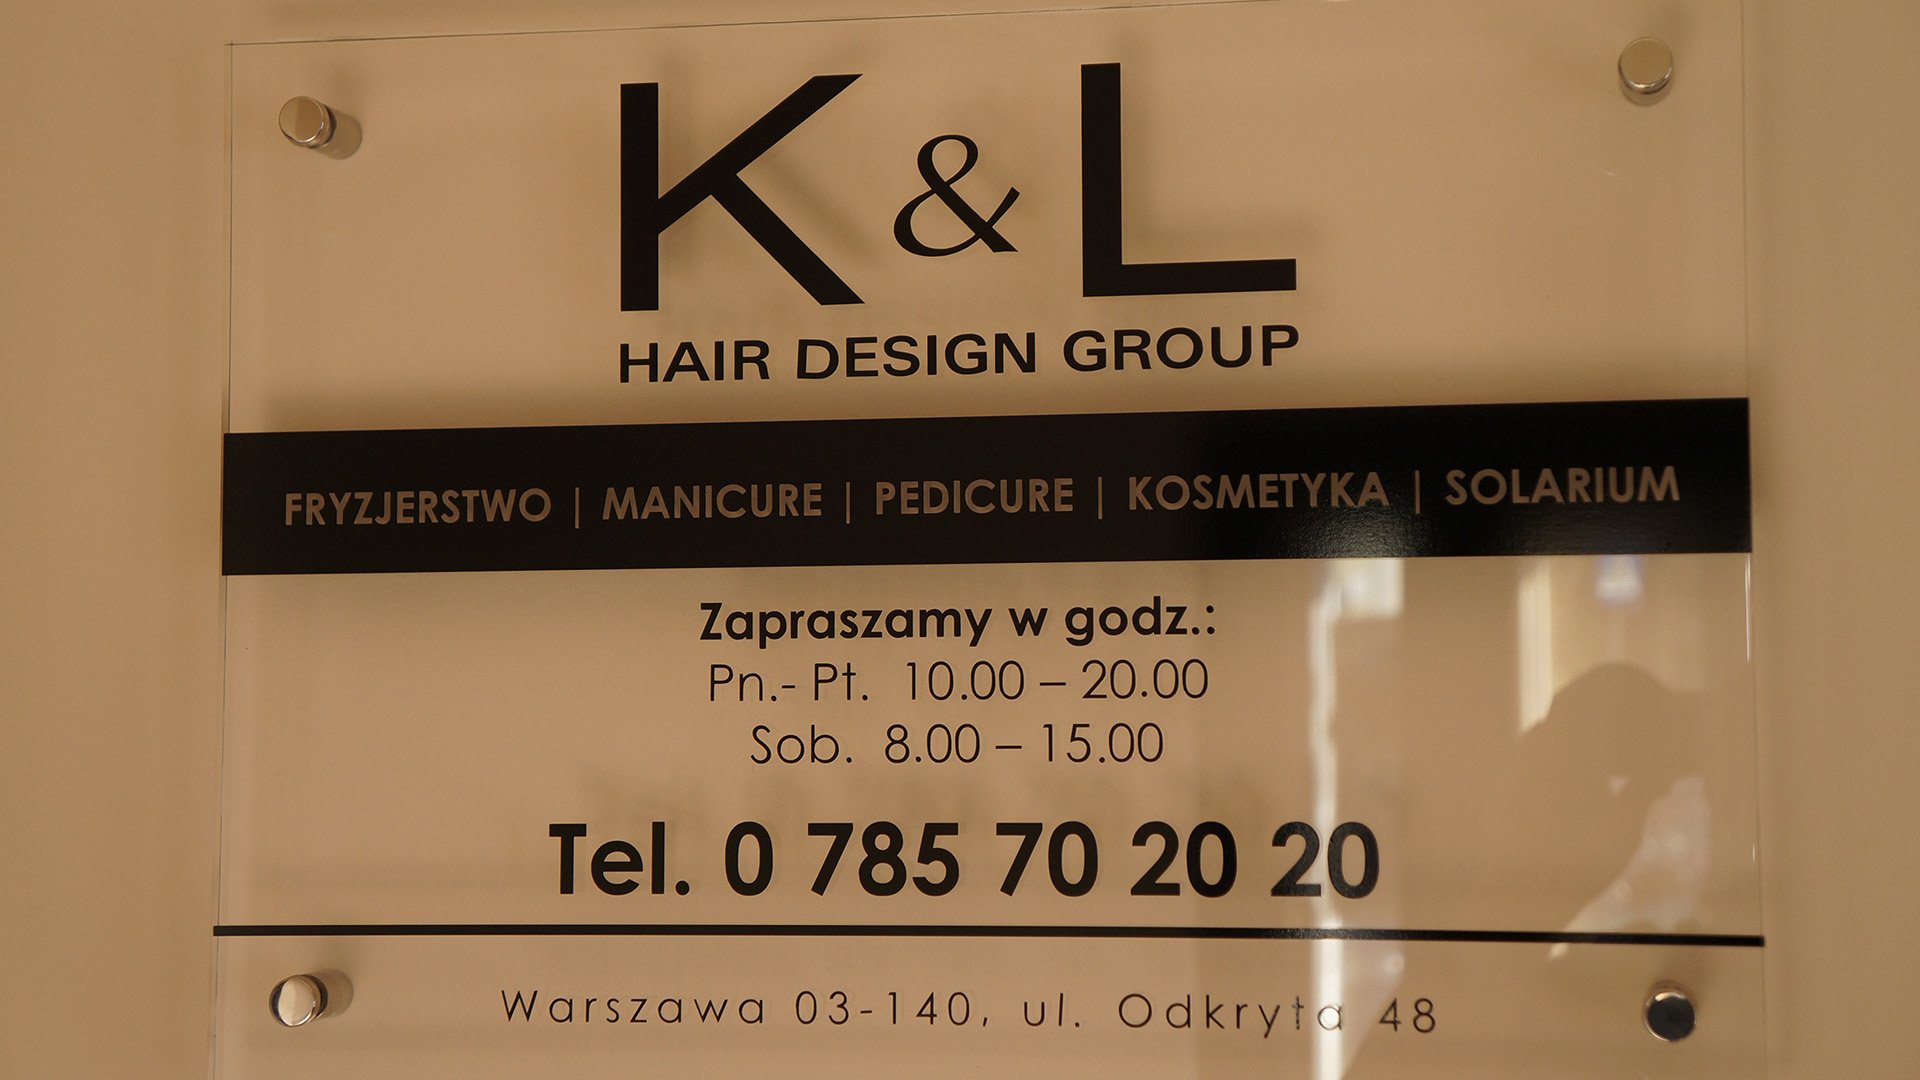 K & L
HAIR DESIGN GROUP
FRYZJERSTWO | MANICURE | PEDICURE | KOSMETYKA | SOLARIUM
Zapraszamy w godz.:
Pn.- Pt. 10.00 – 20.00
Sob. 8.00 – 15.00
Tel. 0 785 70 20 20
Warszawa 03-140, ul. Odkryta 48